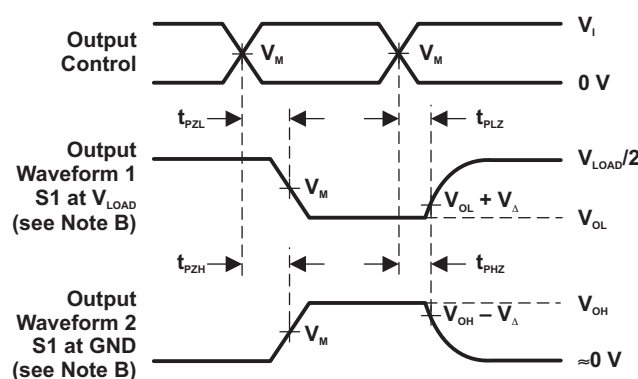 Output
Control
V_M
V_M
V_I
0 V
t_PZL
t_PLZ
Output
Waveform 1
S1 at V_LOAD
(see Note B)
V_M
V_OL + V_Δ
V_LOAD/2
V_OL
t_PZH
t_PHZ
Output
Waveform 2
S1 at GND
(see Note B)
V_M
V_OH − V_Δ
V_OH
≈0 V